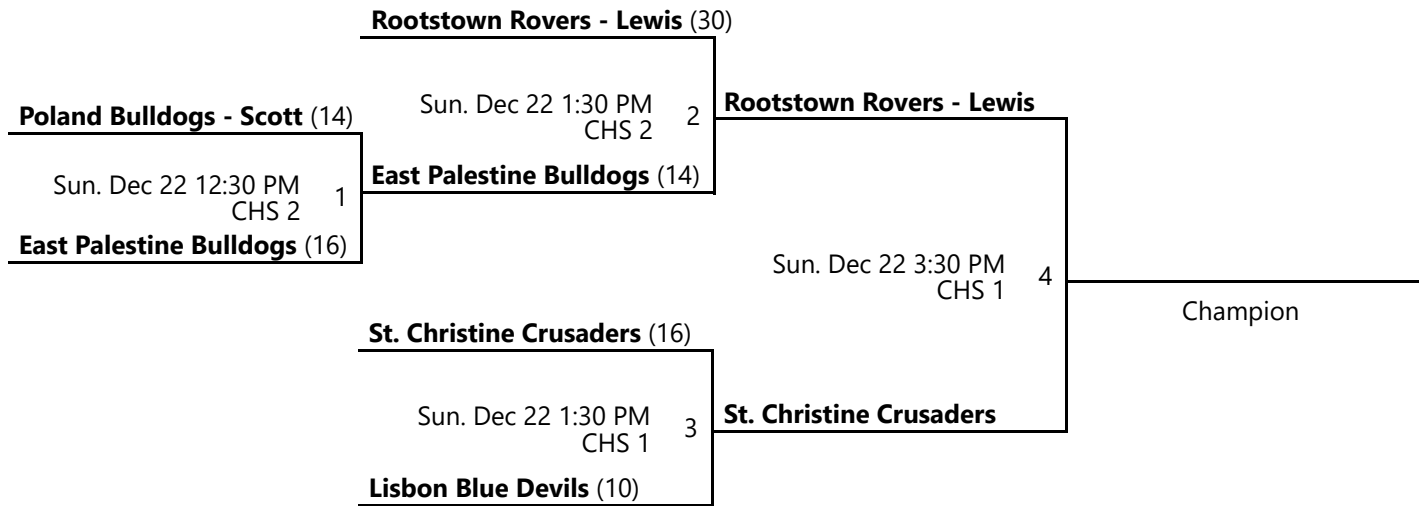 Rootstown Rovers - Lewis (30)
Sun. Dec 22 1:30 PM
CHS 2
2
Rootstown Rovers - Lewis
Poland Bulldogs - Scott (14)
Sun. Dec 22 12:30 PM
CHS 2
1
East Palestine Bulldogs (14)
East Palestine Bulldogs (16)
Sun. Dec 22 3:30 PM
CHS 1
4
Champion
St. Christine Crusaders (16)
Sun. Dec 22 1:30 PM
CHS 1
3
St. Christine Crusaders
Lisbon Blue Devils (10)